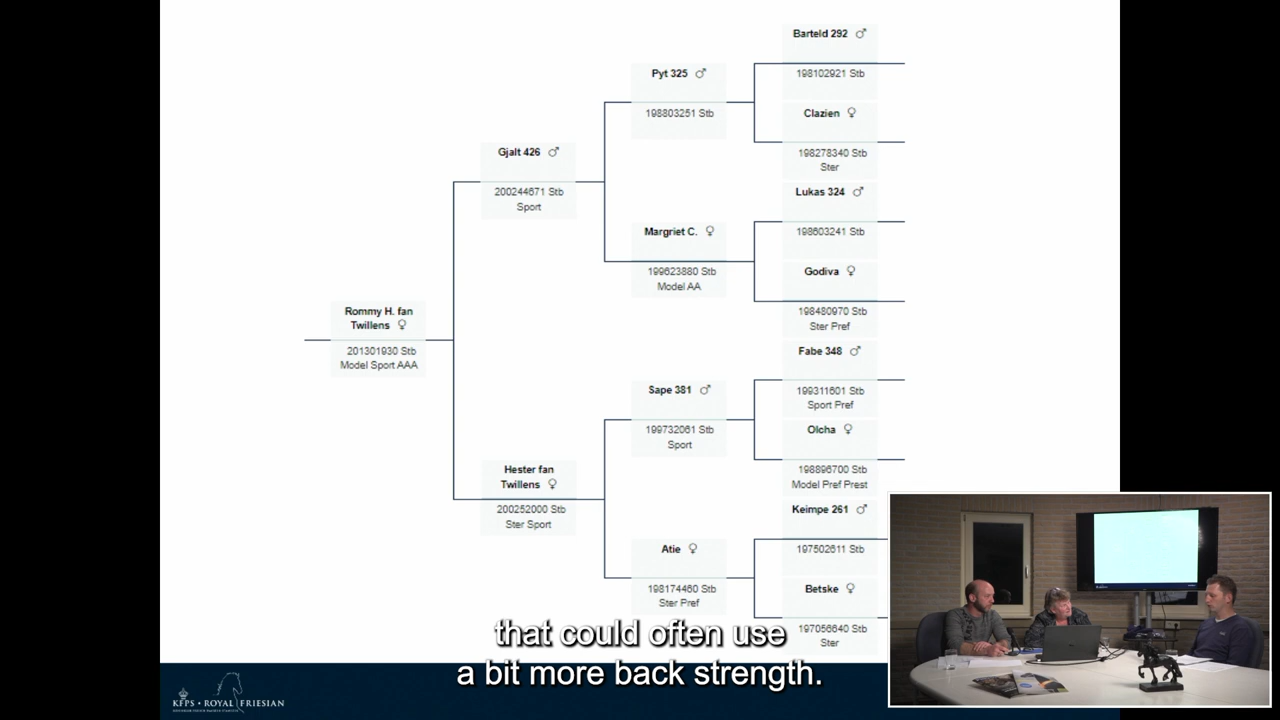 Barteld 292 ♂
198102921 Stb
Pyt 325 ♂
198803251 Stb
Clazien ♀
198278340 Stb
Ster
Gjalt 426 ♂
200244671 Stb
Sport
Lukas 324 ♂
198603241 Stb
Margriet C. ♀
199623880 Stb
Model AA
Godiva ♀
198480970 Stb
Ster Pref
Rommy H. fan
Twillens ♀
201301930 Stb
Model Sport AAA
Fabe 348 ♂
199311601 Stb
Sport Pref
Sape 381 ♂
199732061 Stb
Sport
Olcha ♀
198896700 Stb
Model Pref Prest
Hester fan
Twillens ♀
200252000 Stb
Ster Sport
Keimpe 261 ♂
197502611 Stb
Atie ♀
198174460 Stb
Ster Pref
Betske ♀
197056640 Stb
Ster
that could often use
a bit more back strength.
KFPS • ROYAL FRIESIAN